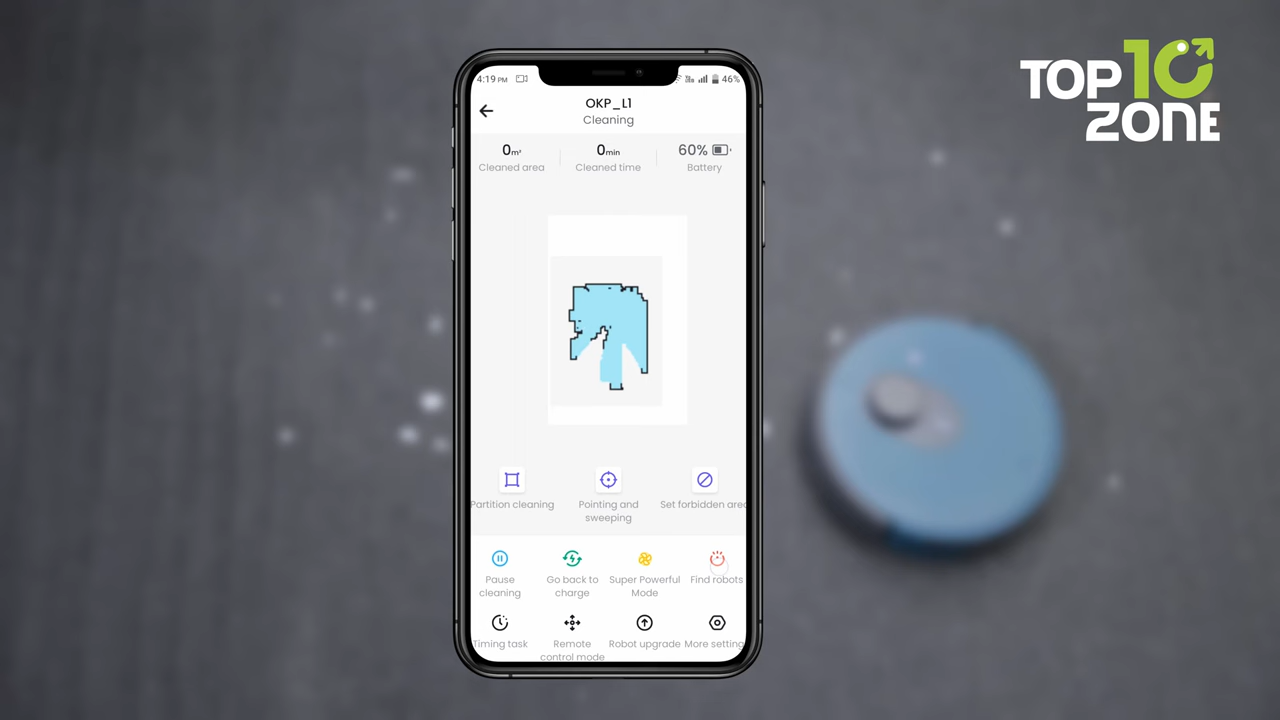 TOP 10
ZONE
4:19 PM
46%
OKP_L1
Cleaning
0m²
0min
60%
Cleaned area
Cleaned time
Battery
Partition cleaning
Pointing and
sweeping
Set forbidden area
Pause
cleaning
Go back to
charge
Super Powerful
Mode
Find robots
Timing task
Remote
control mode
Robot upgrade
More setting